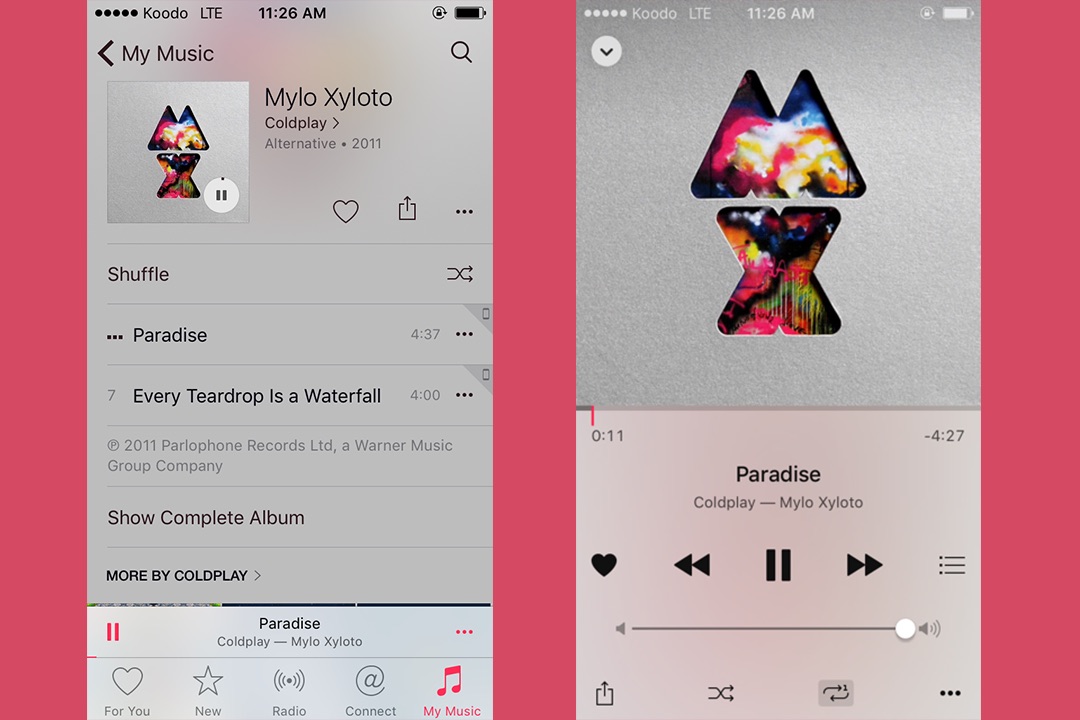 Koodo LTE 11:26 AM
My Music
Mylo Xyloto
Coldplay >
Alternative • 2011
Shuffle
Paradise 4:37
7 Every Teardrop Is a Waterfall 4:00
℗ 2011 Parlophone Records Ltd, a Warner Music
Group Company
Show Complete Album
MORE BY COLDPLAY >
Paradise
Coldplay — Mylo Xyloto
For You New Radio Connect My Music
Koodo LTE 11:26 AM
0:11 -4:27
Paradise
Coldplay — Mylo Xyloto
1